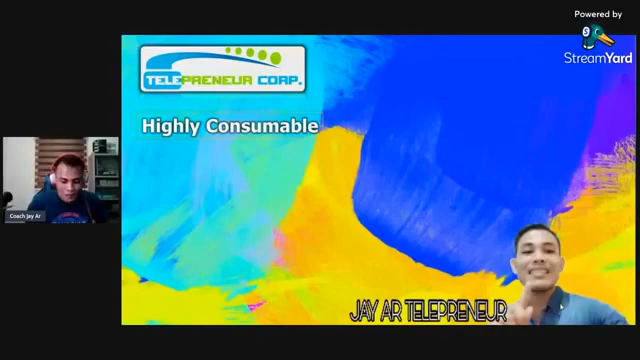 Powered by
StreamYard
TELEPRENEUR CORP.
Highly Consumable
Coach Jay Ar
JAY AR TELEPRENEUR